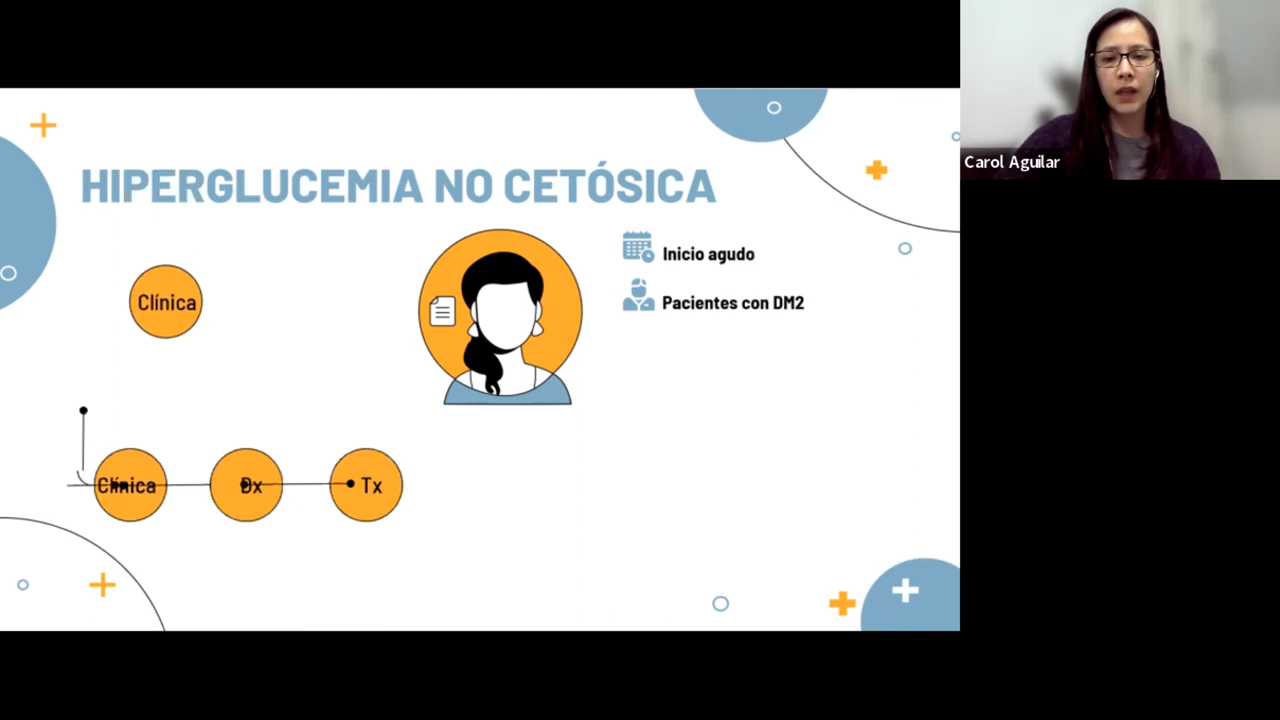 Carol Aguilar
HIPERGLUCEMIA NO CETÓSICA
Inicio agudo
Clínica
Pacientes con DM2
Clínica
Dx
Tx